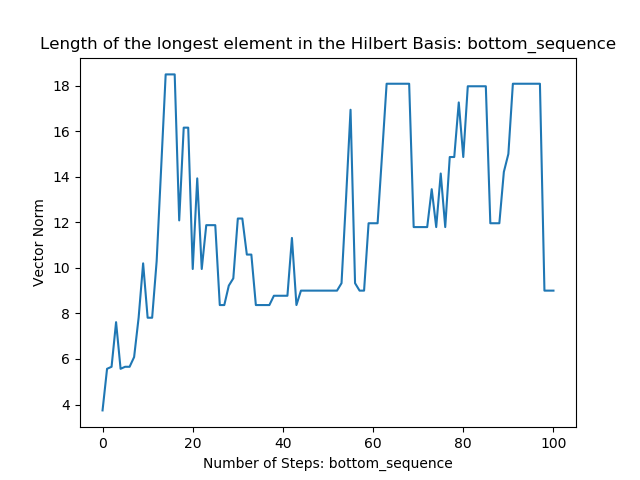 Length of the longest element in the Hilbert Basis: bottom_sequence
18
16
14
12
10
8
6
4
Vector Norm
0 20 40 60 80 100
Number of Steps: bottom_sequence